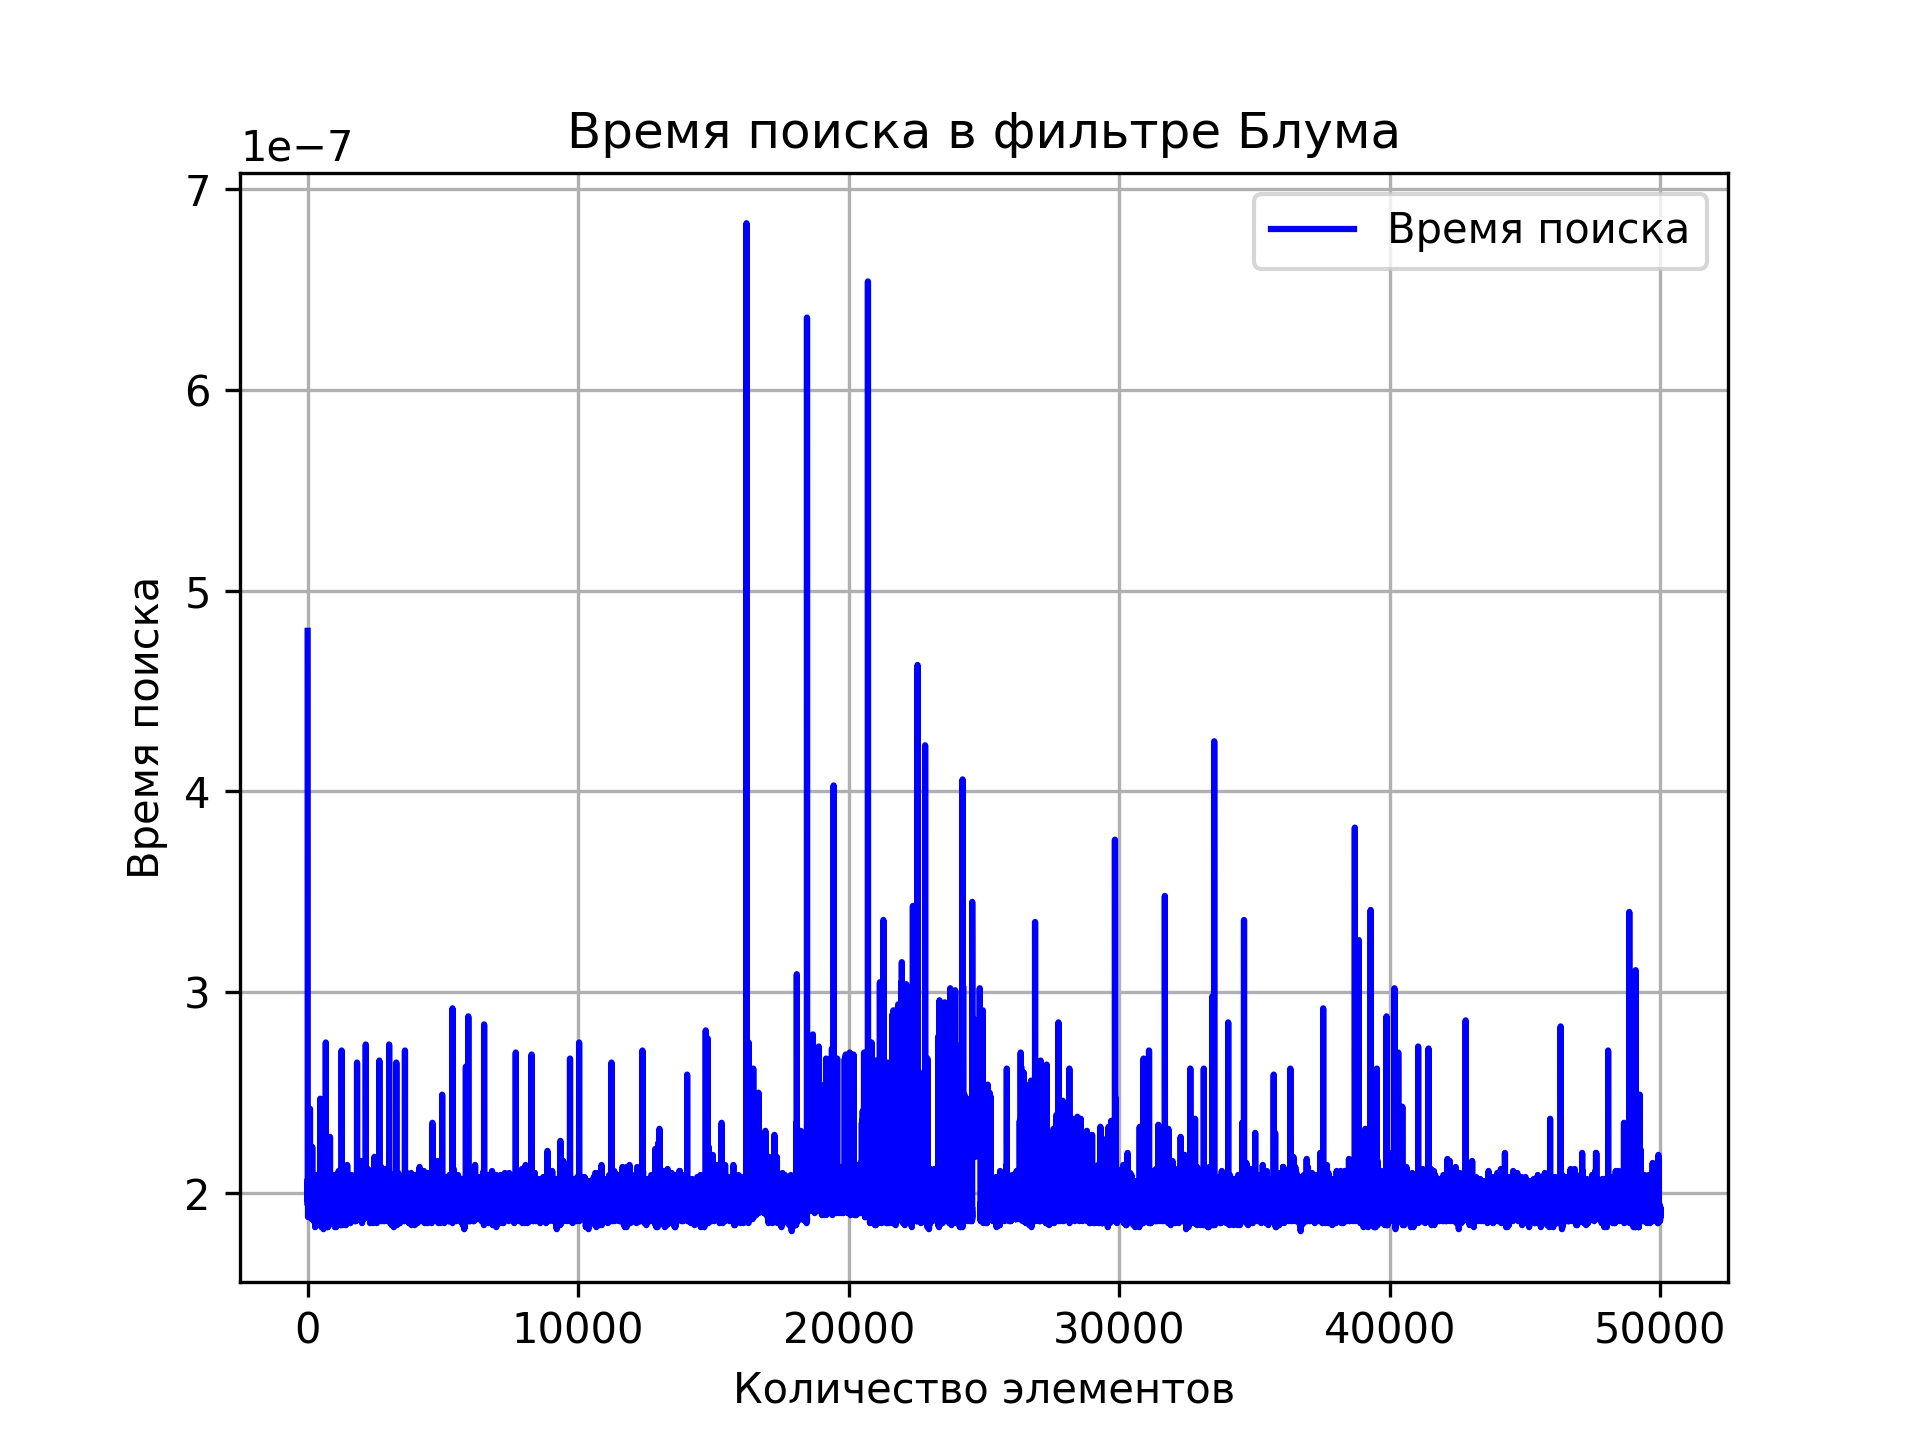 Время поиска в фильтре Блума
1e−7
Время поиска
7
6
5
4
3
2
Время поиска
0 10000 20000 30000 40000 50000
Количество элементов